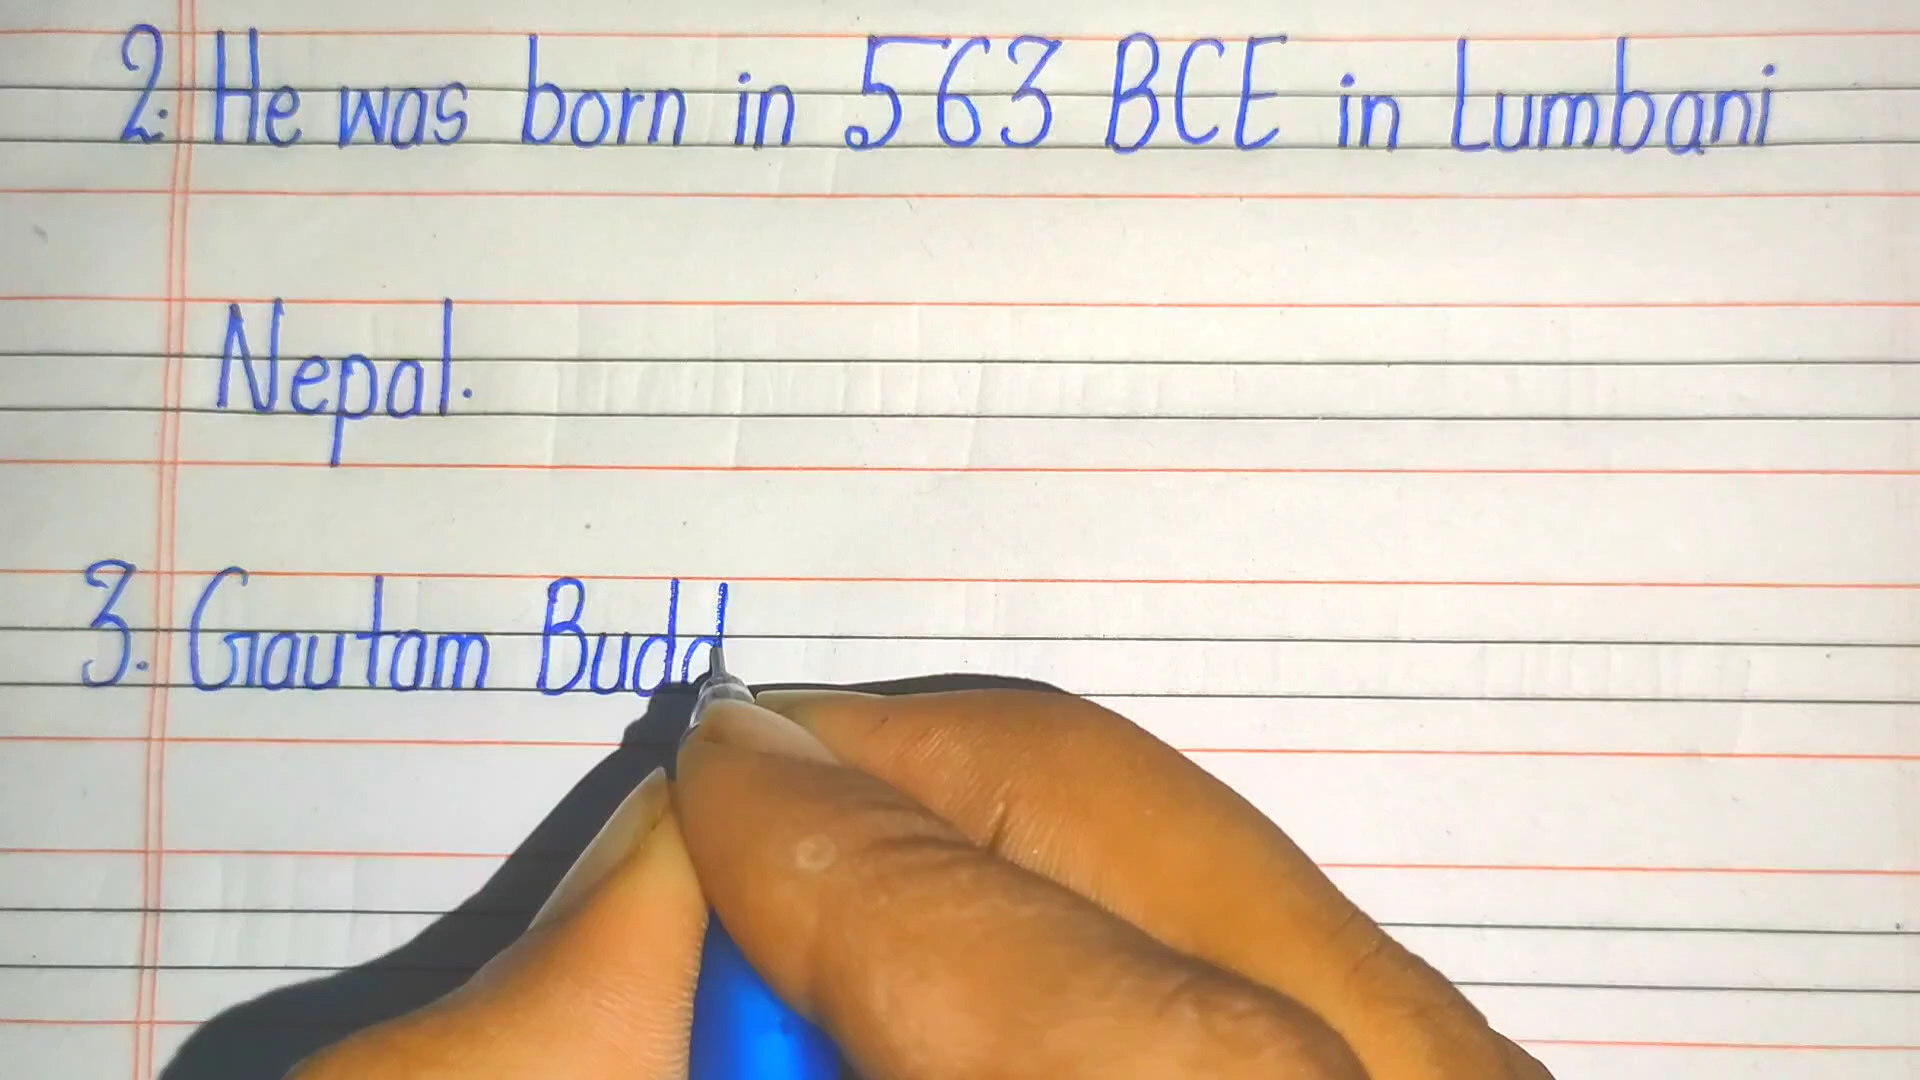 2. He was born in 563 BCE in Lumbani
Nepal.
3. Gautam Budd